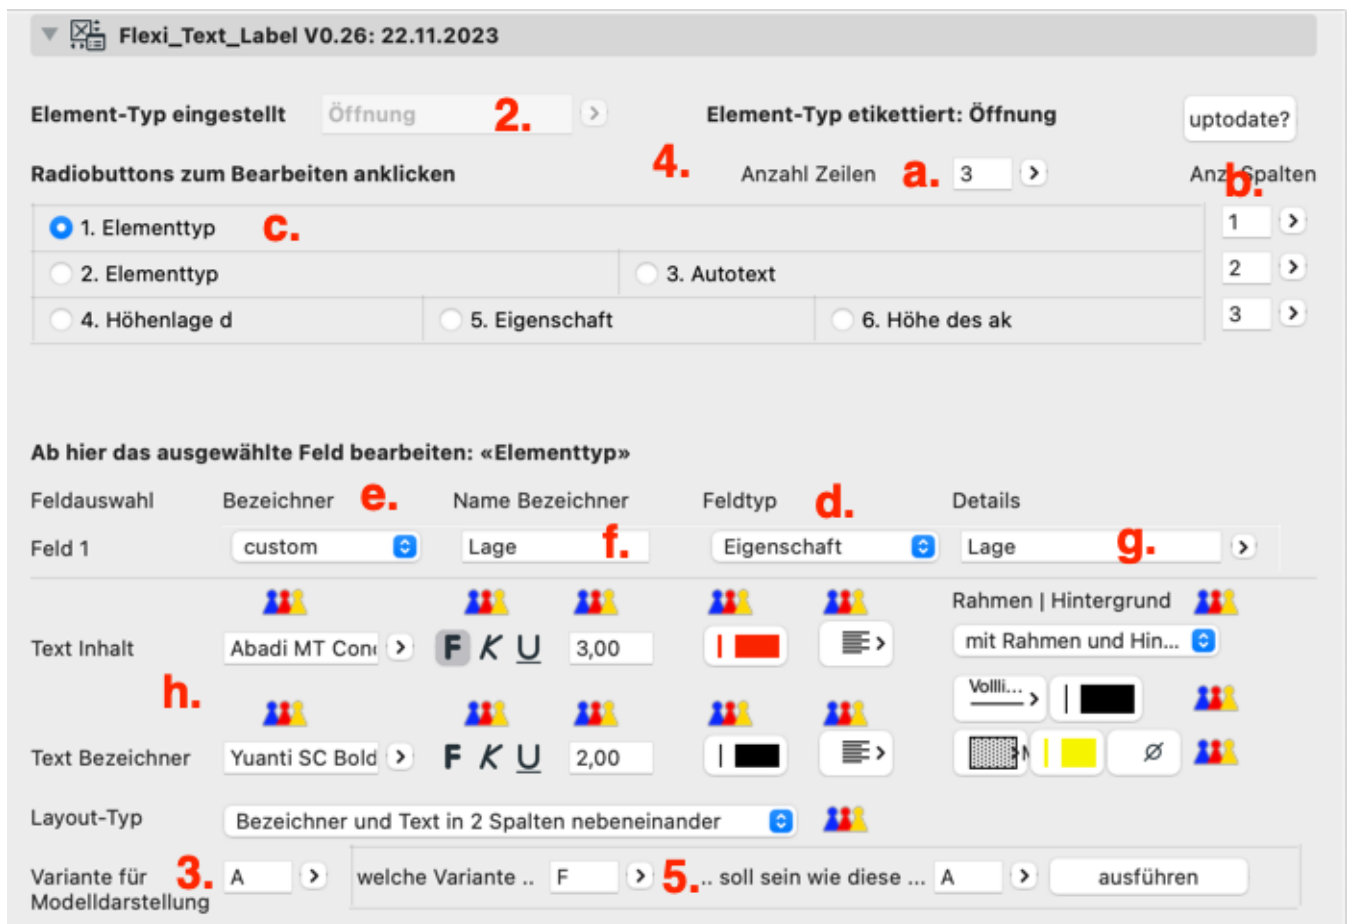 Flexi_Text_Label V0.26: 22.11.2023
Element-Typ eingestellt Öffnung 2. Element-Typ etikettiert: Öffnung uptodate?
Radiobuttons zum Bearbeiten anklicken 4. Anzahl Zeilen a. 3 Anz. Spalten b.
1. Elementtyp c. 1
2. Elementtyp 3. Autotext 2
4. Höhenlage d 5. Eigenschaft 6. Höhe des ak 3
Ab hier das ausgewählte Feld bearbeiten: «Elementtyp»
Feldauswahl Bezeichner e. Name Bezeichner Feldtyp d. Details
Feld 1 custom Lage f. Eigenschaft Lage g.
Rahmen | Hintergrund
Text Inhalt Abadi MT Con F K U 3,00 mit Rahmen und Hin...
h. Vollli...
Text Bezeichner Yuanti SC Bold F K U 2,00
Layout-Typ Bezeichner und Text in 2 Spalten nebeneinander
Variante für 3. A welche Variante .. F 5. .. soll sein wie diese ... A ausführen
Modelldarstellung